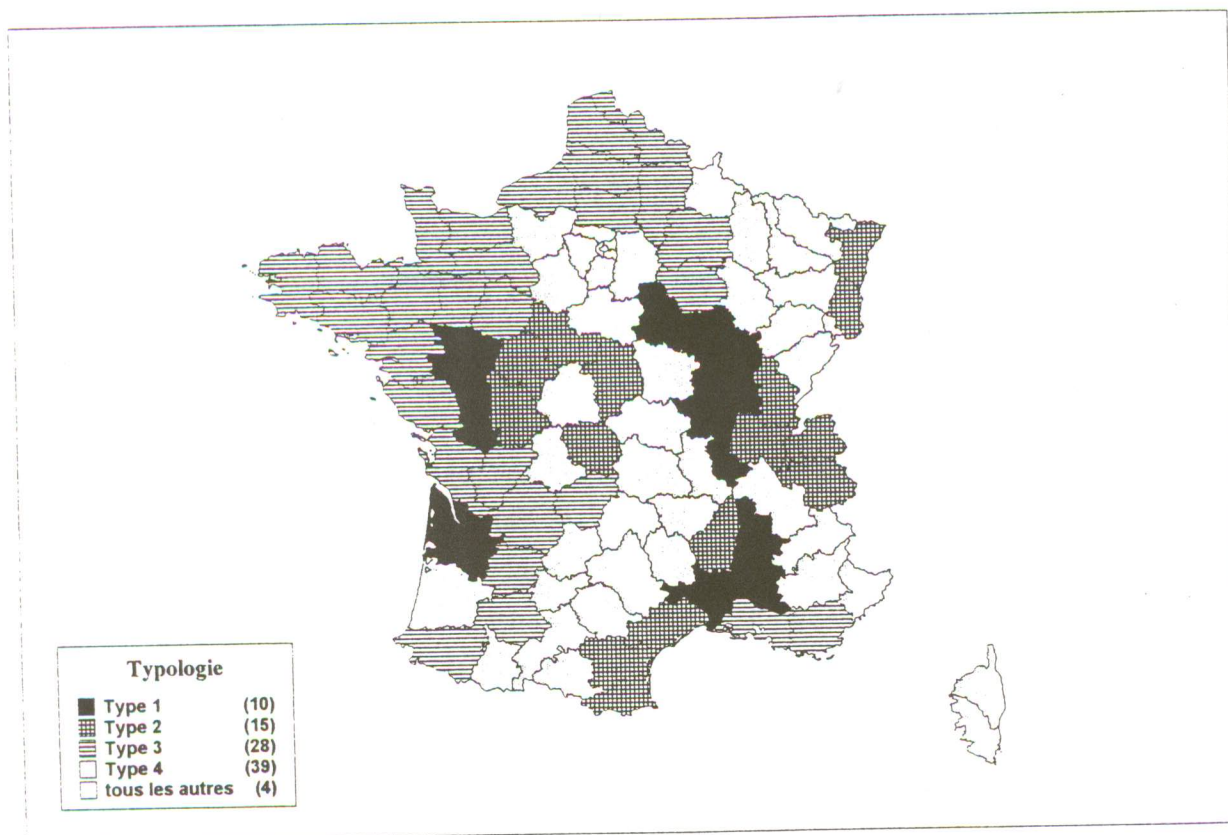 Typologie
Type 1 (10)
Type 2 (15)
Type 3 (28)
Type 4 (39)
tous les autres (4)